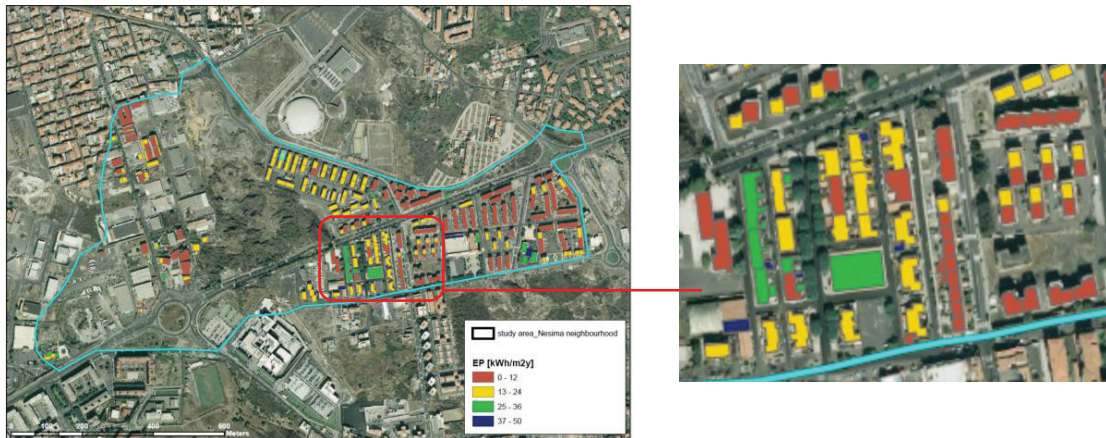 study area_Nesima neighbourhood
EP [kWh/m2y]
0 - 12
13 - 24
25 - 36
37 - 50
0 100 200 400 600
Meters